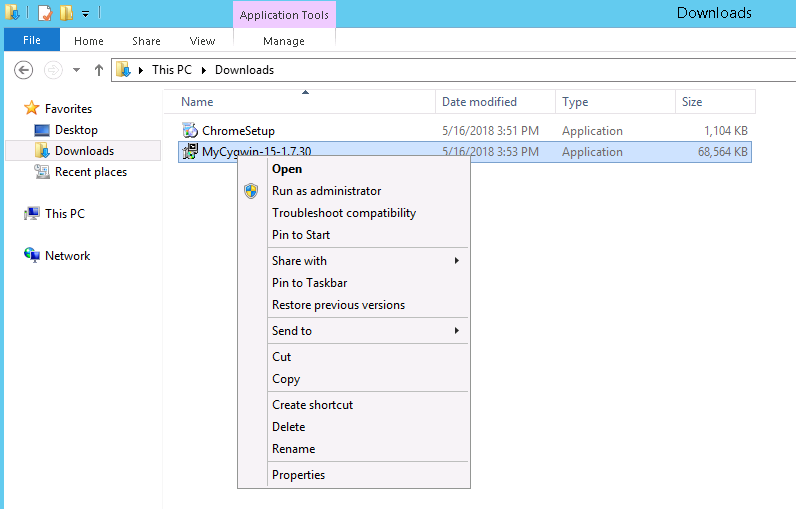 Application Tools
Downloads
File Home Share View Manage
This PC Downloads
Name Date modified Type Size
Favorites
Desktop
Downloads
Recent places
This PC
Network
ChromeSetup 5/16/2018 3:51 PM Application 1,104 KB
MyCygwin-15-1.7.30 5/16/2018 3:53 PM Application 68,564 KB
Open
Run as administrator
Troubleshoot compatibility
Pin to Start
Share with
Pin to Taskbar
Restore previous versions
Send to
Cut
Copy
Create shortcut
Delete
Rename
Properties